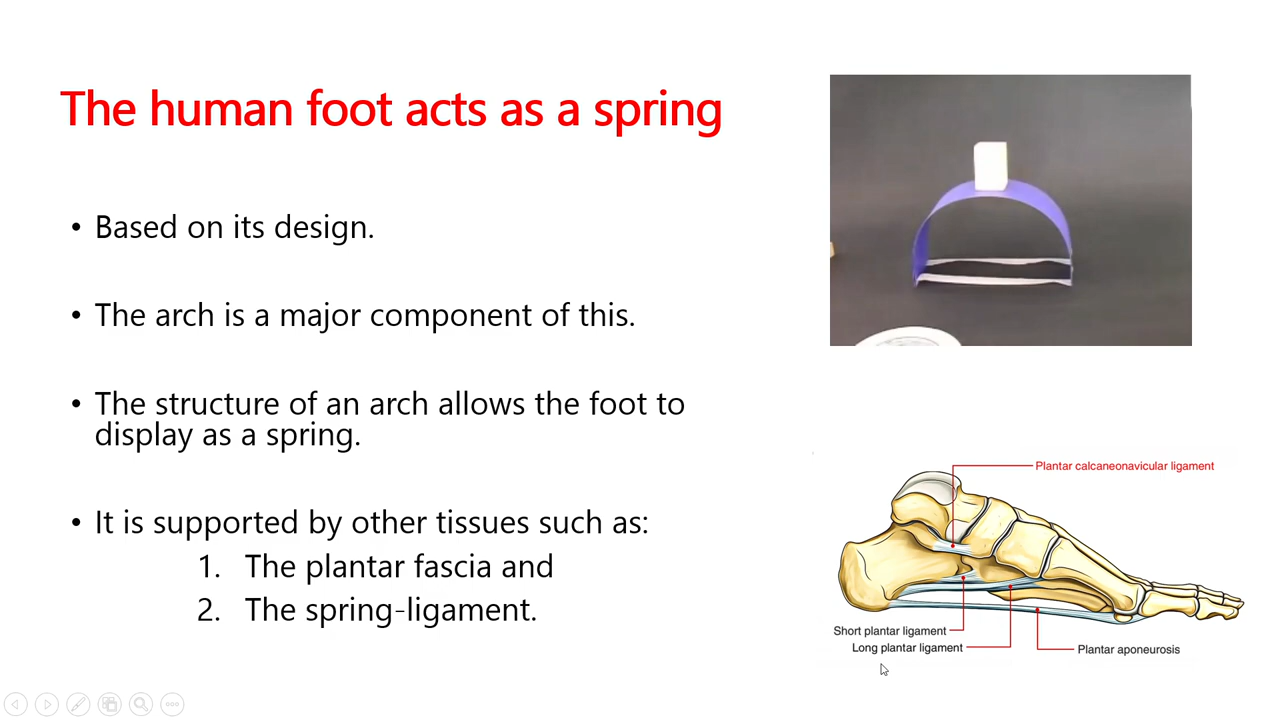 The human foot acts as a spring
• Based on its design.
• The arch is a major component of this.
• The structure of an arch allows the foot to
display as a spring.
• It is supported by other tissues such as:
1. The plantar fascia and
2. The spring-ligament.
Plantar calcaneonavicular ligament
Short plantar ligament
Long plantar ligament
Plantar aponeurosis